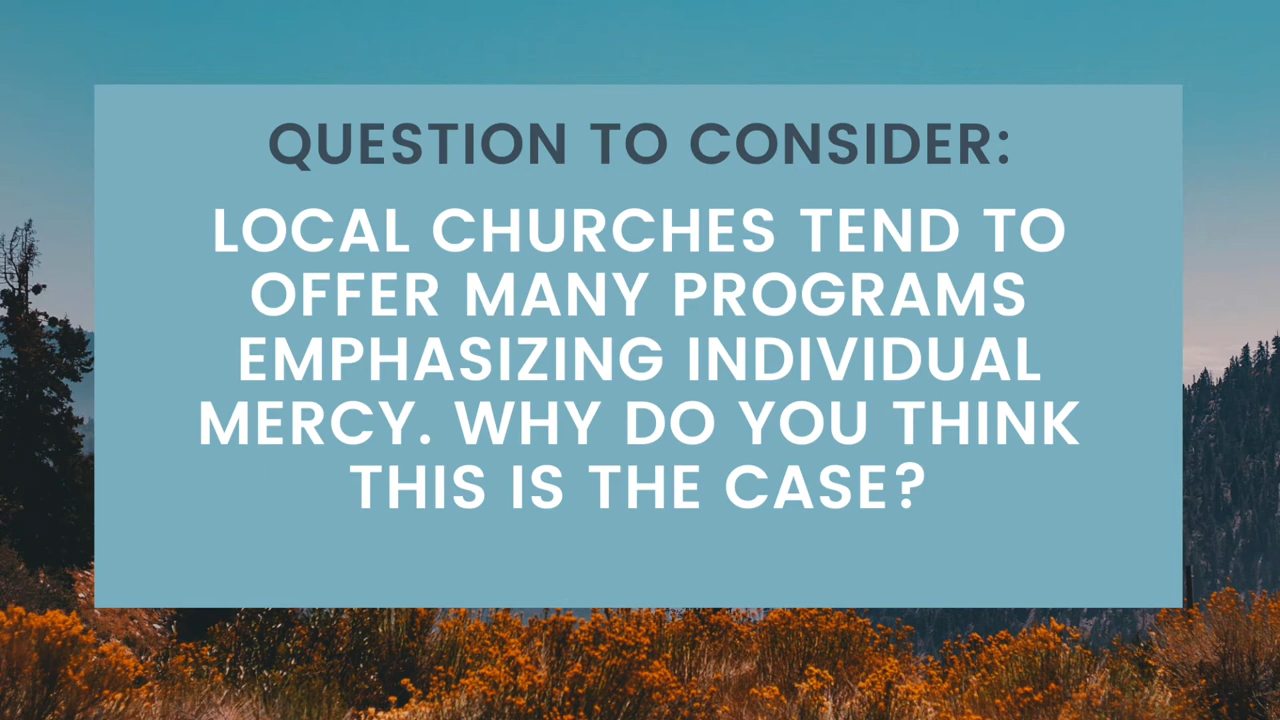 QUESTION TO CONSIDER:
LOCAL CHURCHES TEND TO
OFFER MANY PROGRAMS
EMPHASIZING INDIVIDUAL
MERCY. WHY DO YOU THINK
THIS IS THE CASE?